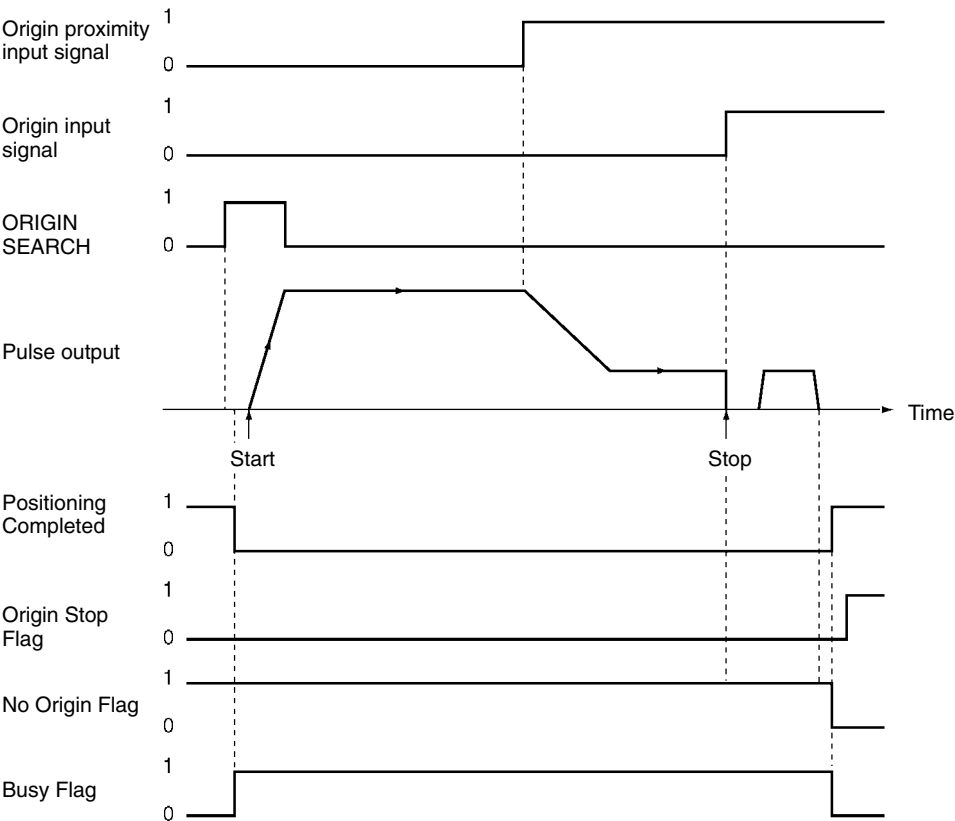 Origin proximity
input signal
1
0
Origin input
signal
1
0
ORIGIN
SEARCH
1
0
Pulse output
Time
Start
Stop
Positioning
Completed
1
0
Origin Stop
Flag
1
0
No Origin Flag
1
0
Busy Flag
1
0